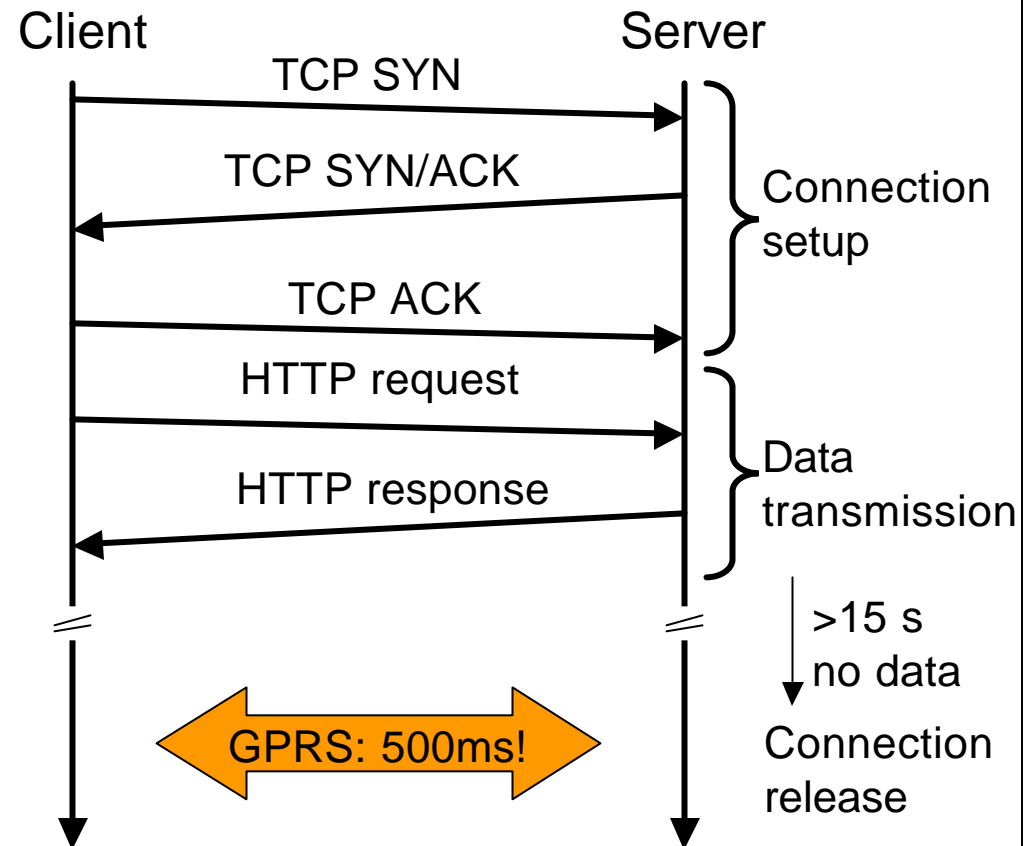 Client
Server
TCP SYN
TCP SYN/ACK
Connection
setup
TCP ACK
HTTP request
Data
transmission
HTTP response
>15 s
no data
GPRS: 500ms!
Connection
release